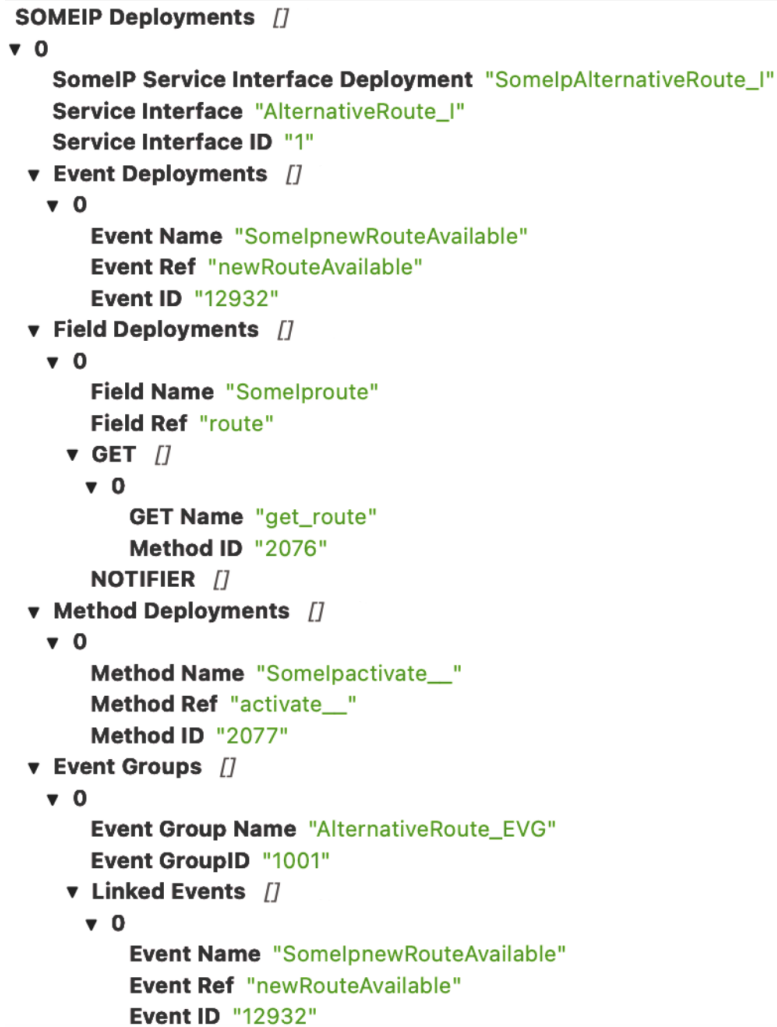 SOMEIP Deployments []
▼ 0
SomeIP Service Interface Deployment "SomeIpAlternativeRoute_I"
Service Interface "AlternativeRoute_I"
Service Interface ID "1"
▼ Event Deployments []
▼ 0
Event Name "SomeIpnewRouteAvailable"
Event Ref "newRouteAvailable"
Event ID "12932"
▼ Field Deployments []
▼ 0
Field Name "SomeIproute"
Field Ref "route"
▼ GET []
▼ 0
GET Name "get_route"
Method ID "2076"
NOTIFIER []
▼ Method Deployments []
▼ 0
Method Name "SomeIpactivate__"
Method Ref "activate__"
Method ID "2077"
▼ Event Groups []
▼ 0
Event Group Name "AlternativeRoute_EVG"
Event GroupID "1001"
▼ Linked Events []
▼ 0
Event Name "SomeIpnewRouteAvailable"
Event Ref "newRouteAvailable"
Event ID "12932"